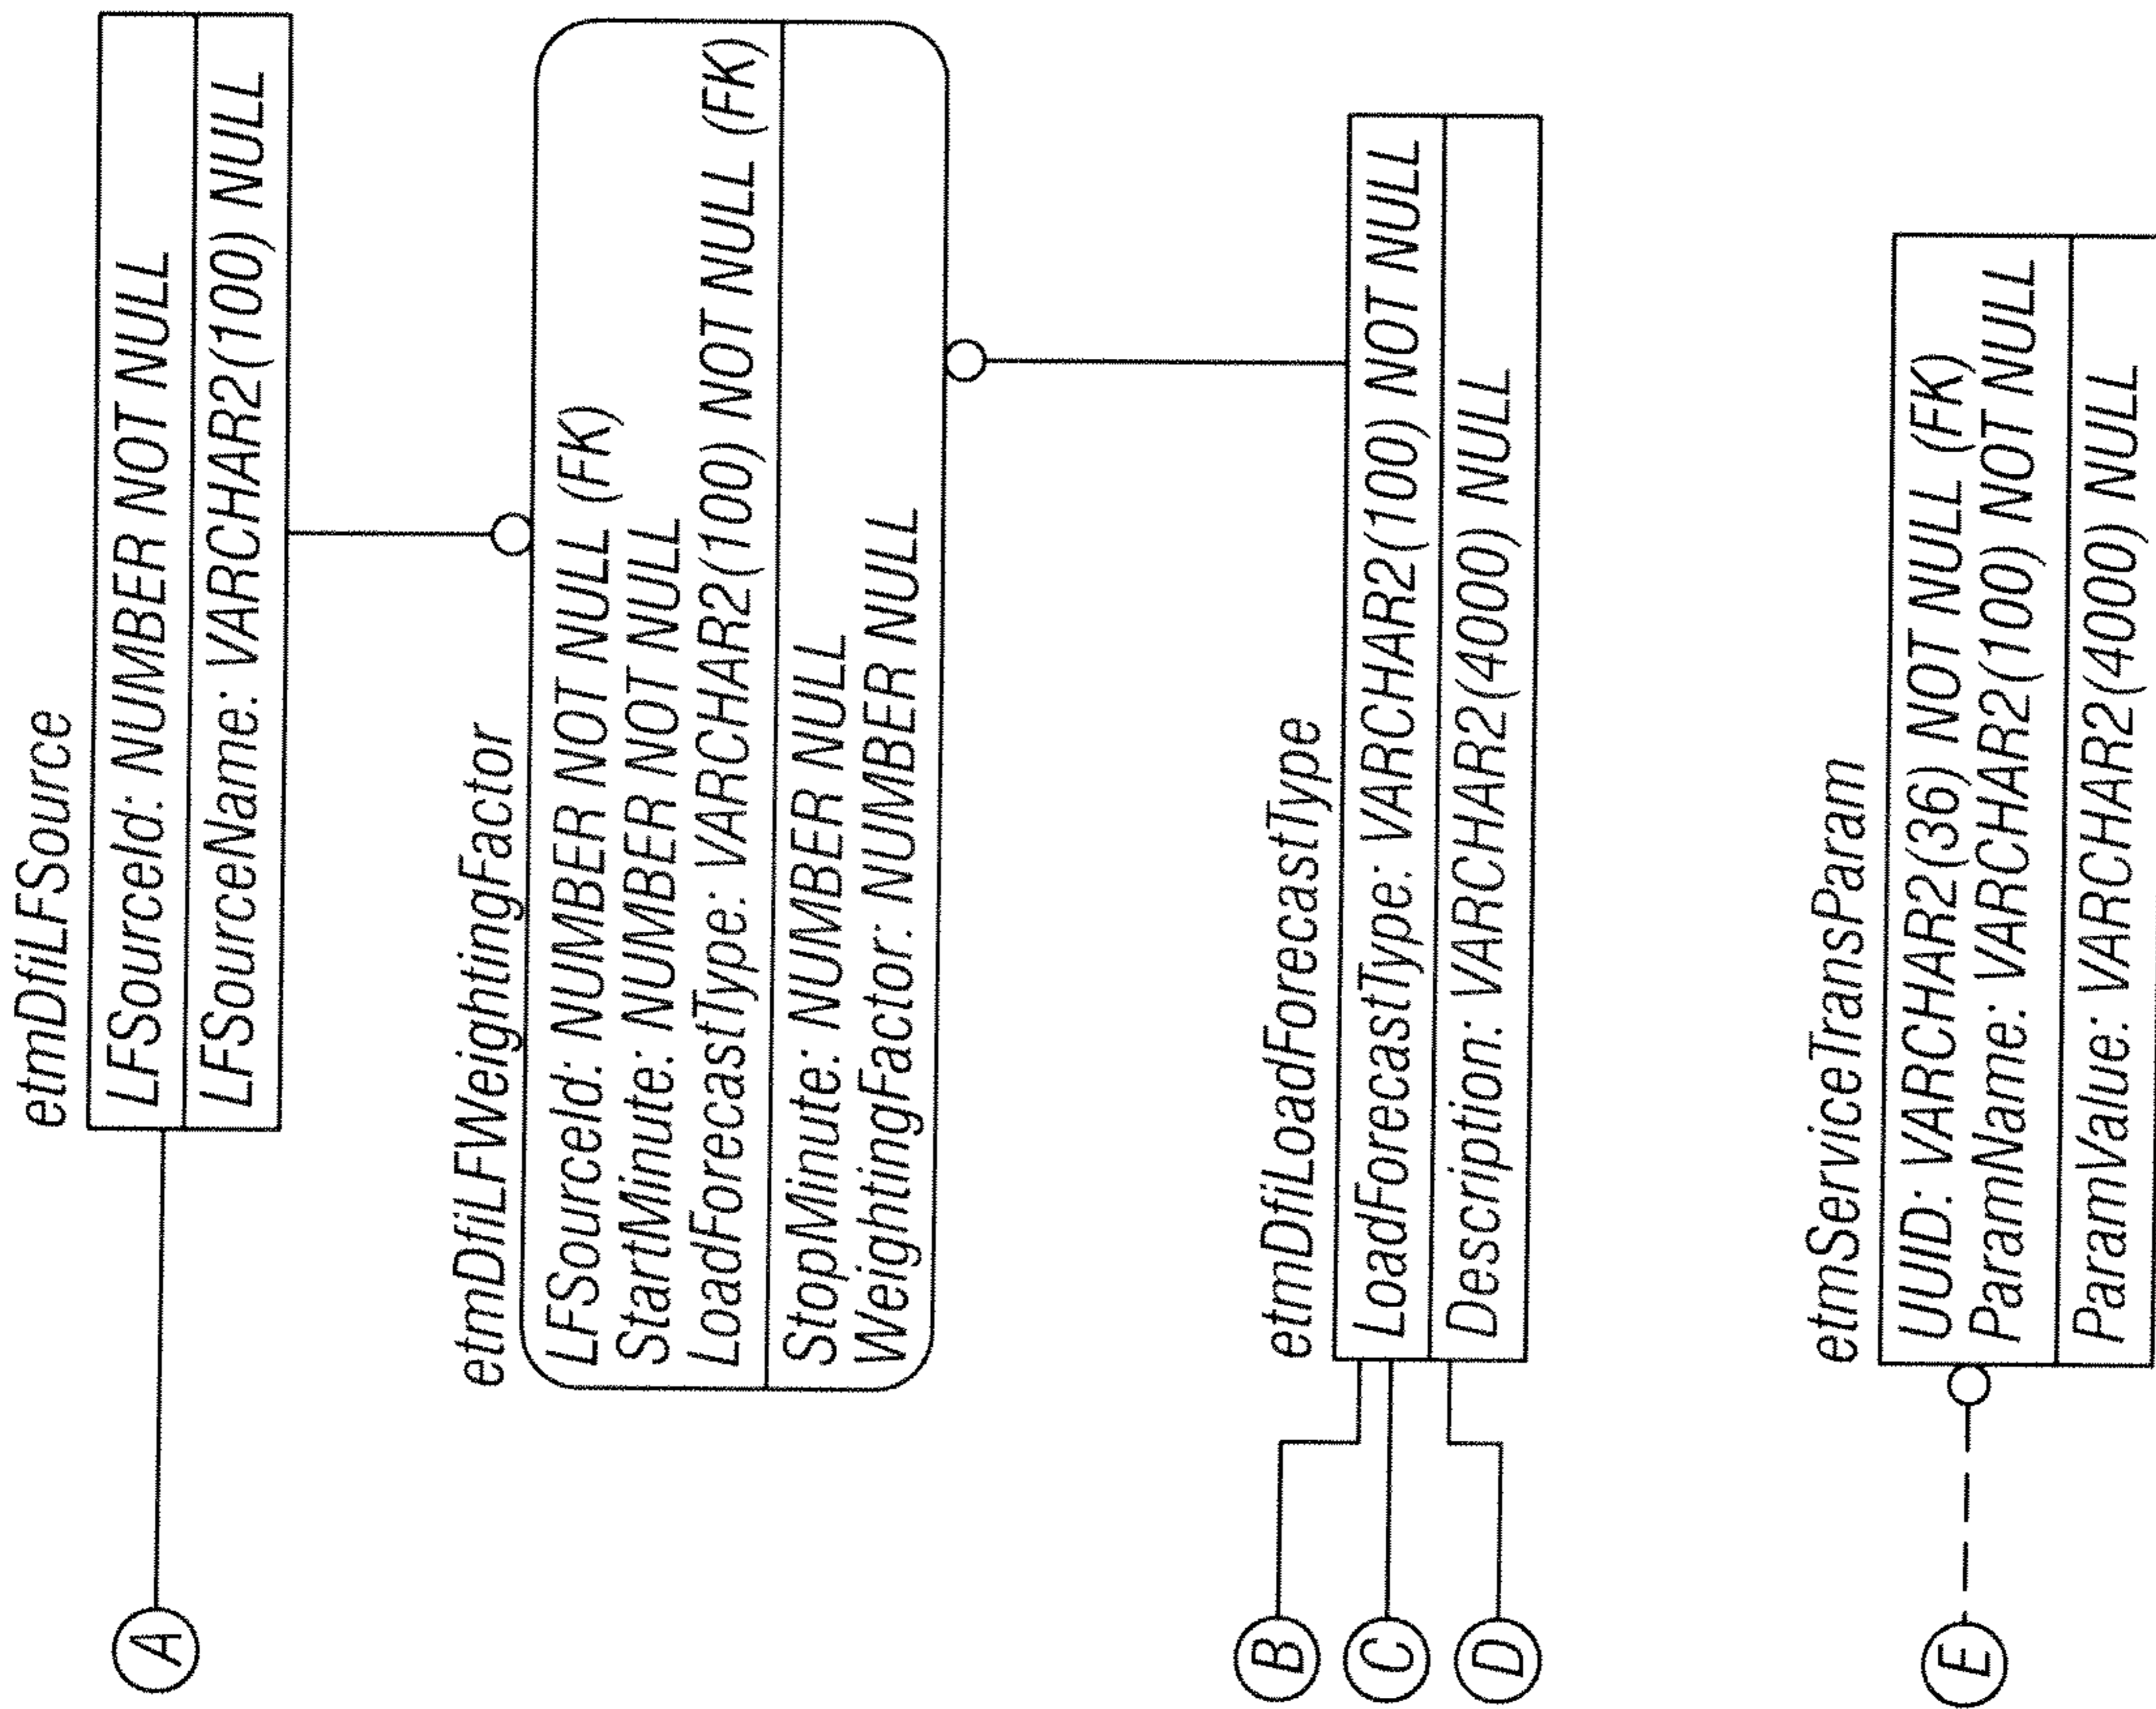 etmDfiLFSource
LFSourceId: NUMBER NOT NULL
LFSourceName: VARCHAR2(100) NULL
A
etmDfiLFWeightingFactor
LFSourceId: NUMBER NOT NULL (FK)
StartMinute: NUMBER NOT NULL
LoadForecastType: VARCHAR2(100) NOT NULL (FK)
StopMinute: NUMBER NULL
WeightingFactor: NUMBER NULL
etmDfiLoadForecastType
LoadForecastType: VARCHAR2(100) NOT NULL
Description: VARCHAR2(4000) NULL
B
C
D
etmServiceTransParam
UUID: VARCHAR2(36) NOT NULL (FK)
ParamName: VARCHAR2(100) NOT NULL
ParamValue: VARCHAR2(4000) NULL
E